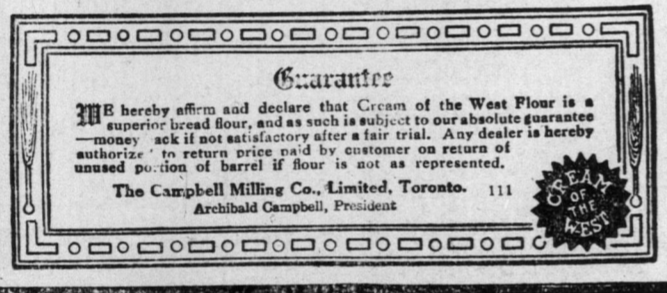 Guarantee
WE hereby affirm and declare that Cream of the West Flour is a
superior bread flour, and as such is subject to our absolute guarantee
—money ack if not satisfactory after a fair trial. Any dealer is hereby
authorize to return price paid by customer on return of
unused portion of barrel if flour is not as represented.
The Campbell Milling Co., Limited, Toronto. 111
Archibald Campbell, President
CREAM
OF
THE
WEST